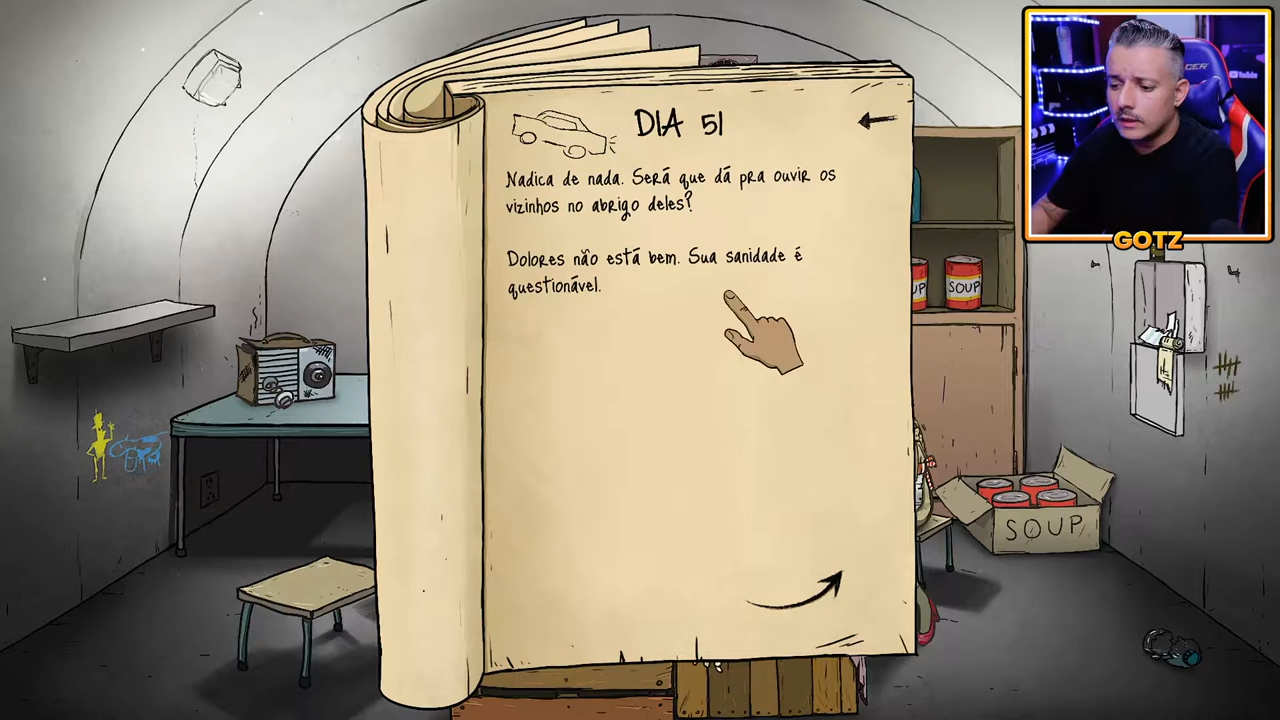 DIA 51
Nadica de nada. Será que dá pra ouvir os
vizinhos no abrigo deles?
Dolores não está bem. Sua sanidade é
questionável.
GOTZ
UP
SOUP
SOUP